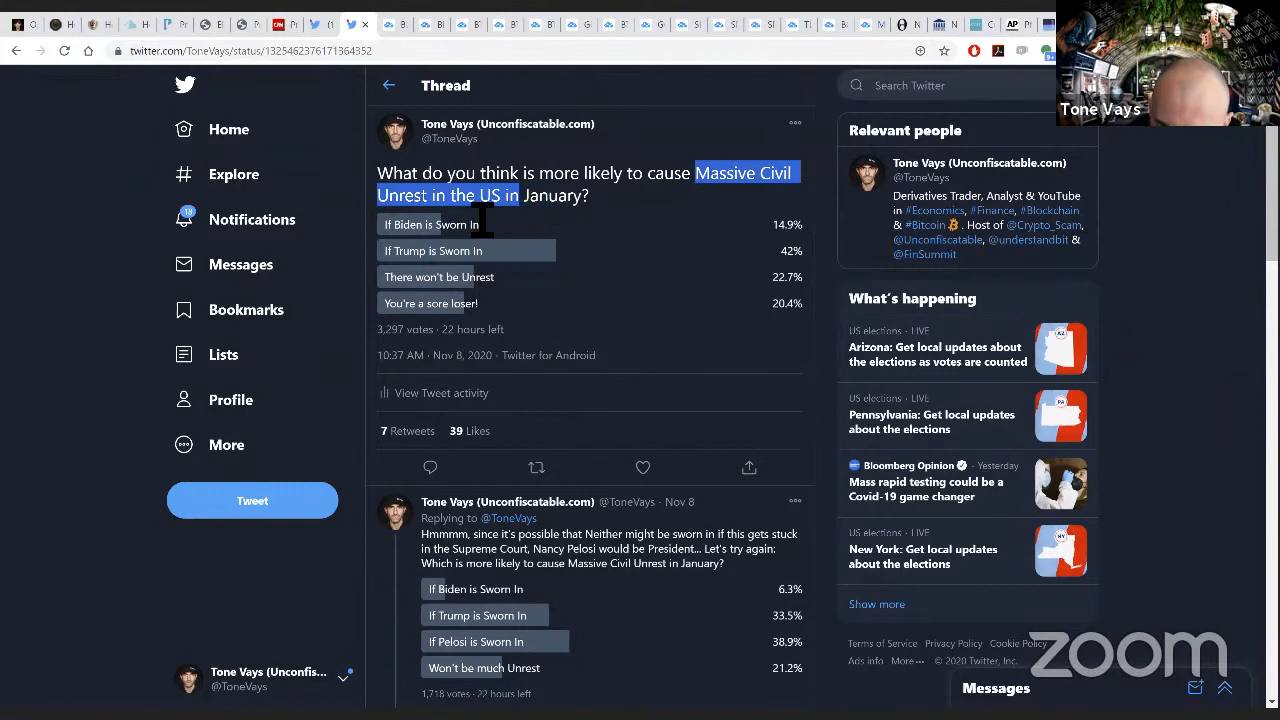 twitter.com/ToneVays/status/1325462376171364352
Tone Vays
Thread
Home
Explore
18
Notifications
Messages
Bookmarks
Lists
Profile
More
Tweet
Tone Vays (Unconfis...
@ToneVays
Tone Vays (Unconfiscatable.com)
@ToneVays
What do you think is more likely to cause Massive Civil
Unrest in the US in January?
If Biden is Sworn In 14.9%
If Trump is Sworn In 42%
There won't be Unrest 22.7%
You're a sore loser! 20.4%
3,297 votes · 22 hours left
10:37 AM · Nov 8, 2020 · Twitter for Android
View Tweet activity
7 Retweets 39 Likes
Tone Vays (Unconfiscatable.com) @ToneVays · Nov 8
Replying to @ToneVays
Hmmmm, since it's possible that Neither might be sworn in if this gets stuck
in the Supreme Court, Nancy Pelosi would be President... Let's try again:
Which is more likely to cause Massive Civil Unrest in January?
If Biden is Sworn In 6.3%
If Trump is Sworn In 33.5%
If Pelosi is Sworn In 38.9%
Won't be much Unrest 21.2%
1,718 votes · 22 hours left
Search Twitter
Relevant people
Tone Vays (Unconfiscatable.com)
@ToneVays
Derivatives Trader, Analyst & YouTube
in #Economics, #Finance, #Blockchain
& #Bitcoin. Host of @Crypto_Scam,
@Unconfiscatable, @understandbit &
@FinSummit
What's happening
US elections · LIVE
Arizona: Get local updates about
the elections as votes are counted
AZ
US elections · LIVE
Pennsylvania: Get local updates
about the elections
PA
Bloomberg Opinion · Yesterday
Mass rapid testing could be a
Covid-19 game changer
US elections · LIVE
New York: Get local updates
about the elections
NY
Show more
Terms of Service Privacy Policy Cookie Policy
Ads info More ··· © 2020 Twitter, Inc.
zoom
Messages